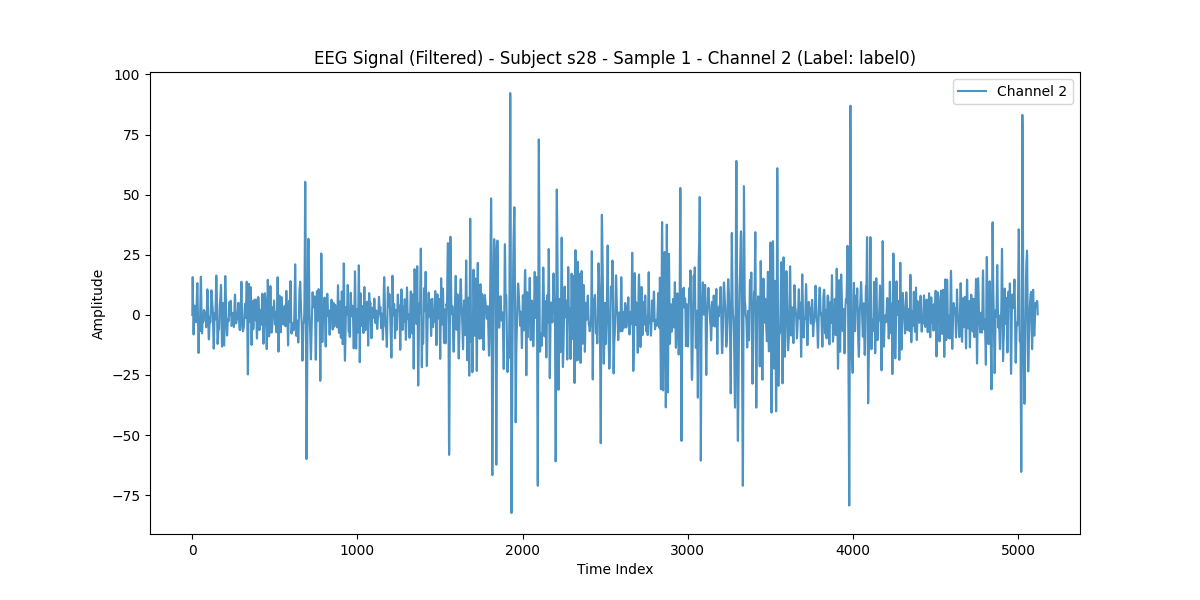 EEG Signal (Filtered) - Subject s28 - Sample 1 - Channel 2 (Label: label0)
Channel 2
100
75
50
25
0
−25
−50
−75
Amplitude
0 1000 2000 3000 4000 5000
Time Index